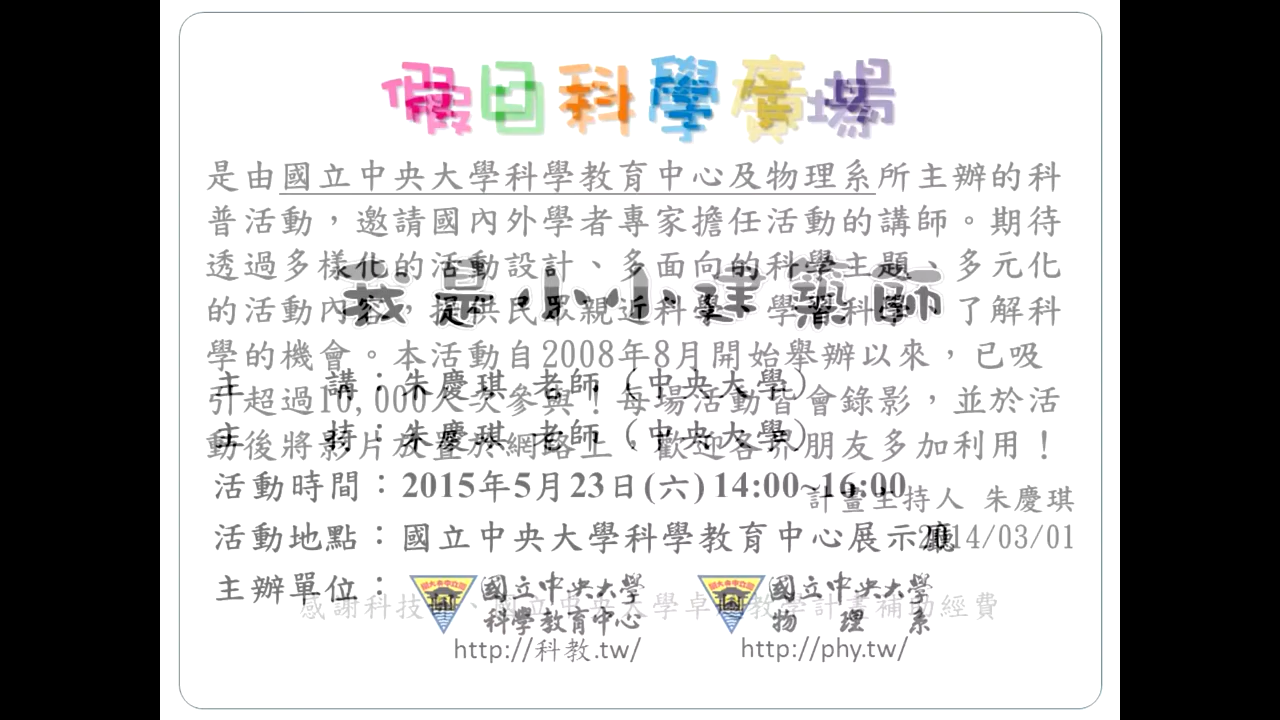 假日科學廣場
是由國立中央大學科學教育中心及物理系所主辦的科
普活動，邀請國內外學者專家擔任活動的講師。期待
透過多樣化的活動設計、多面向的科學主題、多元化
我是小小建築師
的活動內容，提供民眾親近科學、學習科學、了解科
學的機會。本活動自2008年8月開始舉辦以來，已吸
主 講：朱慶琪 老師 (中央大學)
引超過10,000人次參與！每場活動皆會錄影，並於活
主 持：朱慶琪 老師 (中央大學)
動後將影片放置於網路上，歡迎各界朋友多加利用！
活動時間：2015年5月23日(六) 14:00~16:00
計畫主持人 朱慶琪
活動地點：國立中央大學科學教育中心展示廳
2014/03/01
主辦單位：
國立中央大學
科學教育中心
http://科教.tw/
國立中央大學
物 理 系
http://phy.tw/
感謝科技部、國立中央大學卓越教學計畫補助經費